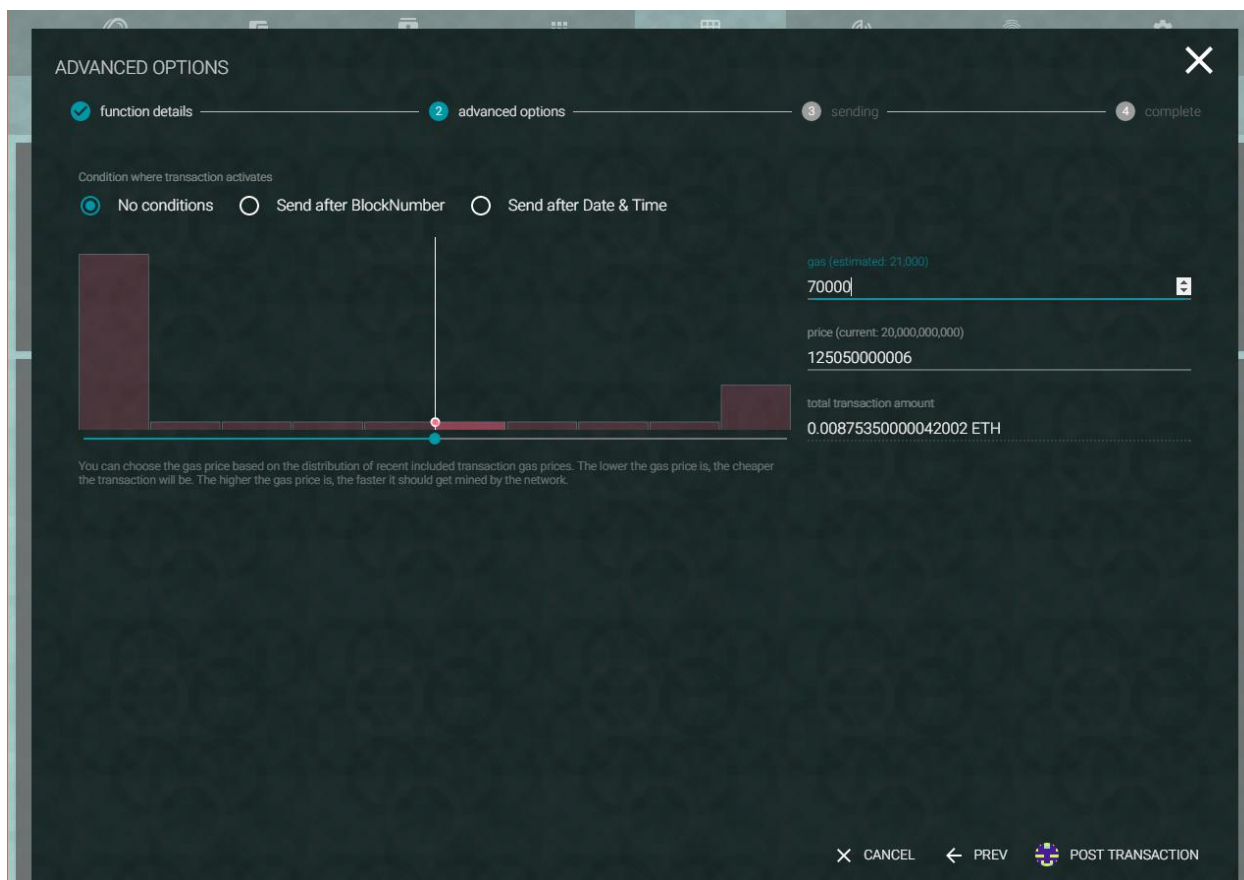 ADVANCED OPTIONS
function details
2 advanced options
3 sending
4 complete
Condition where transaction activates
No conditions
Send after BlockNumber
Send after Date & Time
gas (estimated: 21,000)
70000
price (current: 20,000,000,000)
125050000006
total transaction amount
0.00875350000042002 ETH
You can choose the gas price based on the distribution of recent included transaction gas prices. The lower the gas price is, the cheaper
the transaction will be. The higher the gas price is, the faster it should get mined by the network.
CANCEL
PREV
POST TRANSACTION